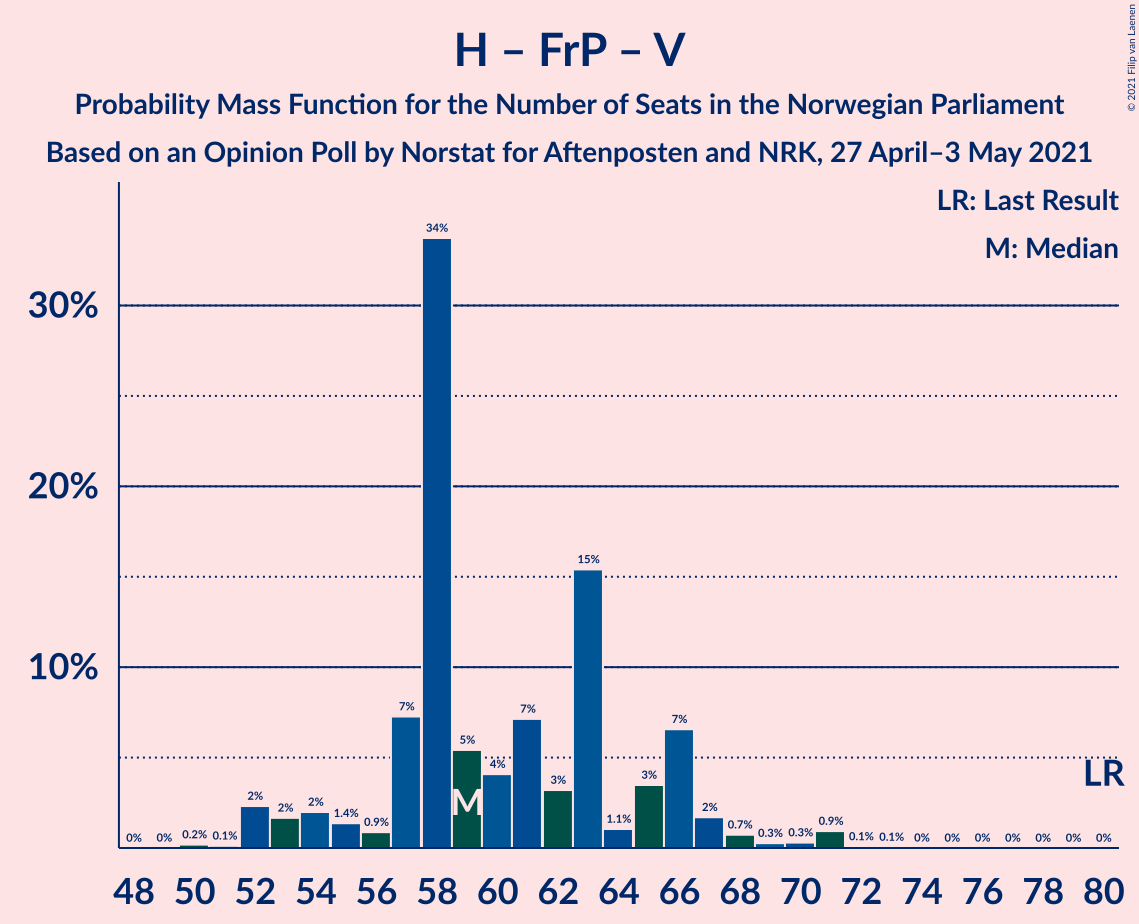 H – FrP – V
Probability Mass Function for the Number of Seats in the Norwegian Parliament
Based on an Opinion Poll by Norstat for Aftenposten and NRK, 27 April–3 May 2021
© 2021 Filip van Laenen
LR: Last Result
M: Median
30%
20%
10%
0% 0% 0.2% 0.1% 2% 2% 2% 1.4% 0.9% 7% 34% 5% 4% 7% 3% 15% 1.1% 3% 7% 2% 0.7% 0.3% 0.3% 0.9% 0.1% 0.1% 0% 0% 0% 0% 0% 0% 0%
M
LR
48 50 52 54 56 58 60 62 64 66 68 70 72 74 76 78 80